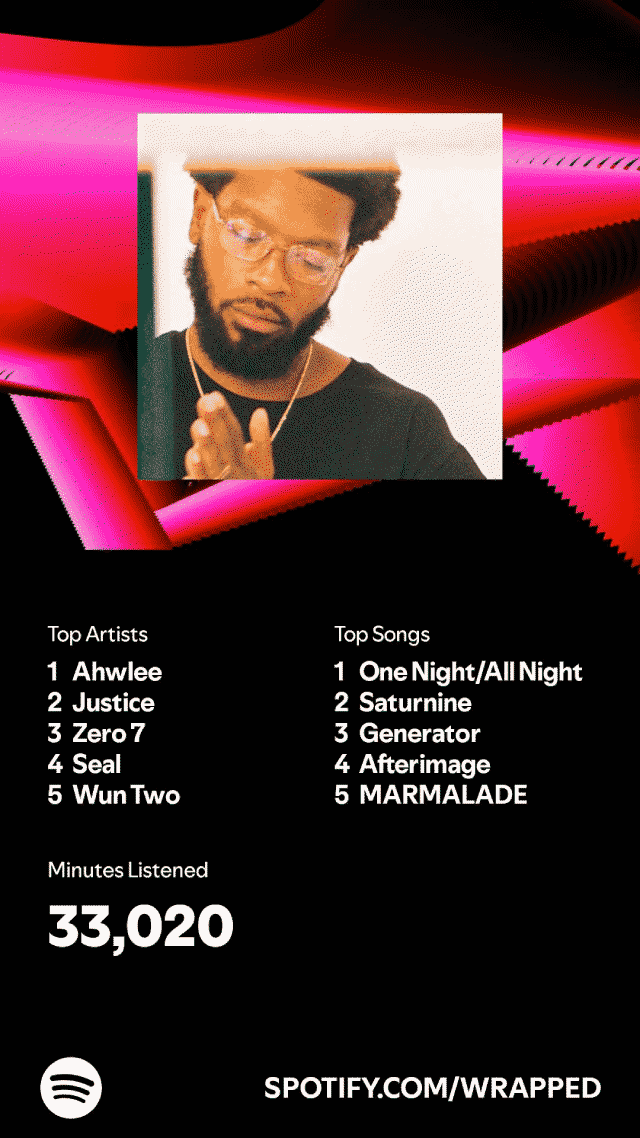 Top Artists
1 Ahwlee
2 Justice
3 Zero 7
4 Seal
5 Wun Two
Top Songs
1 One Night/All Night
2 Saturnine
3 Generator
4 Afterimage
5 MARMALADE
Minutes Listened
33,020
SPOTIFY.COM/WRAPPED